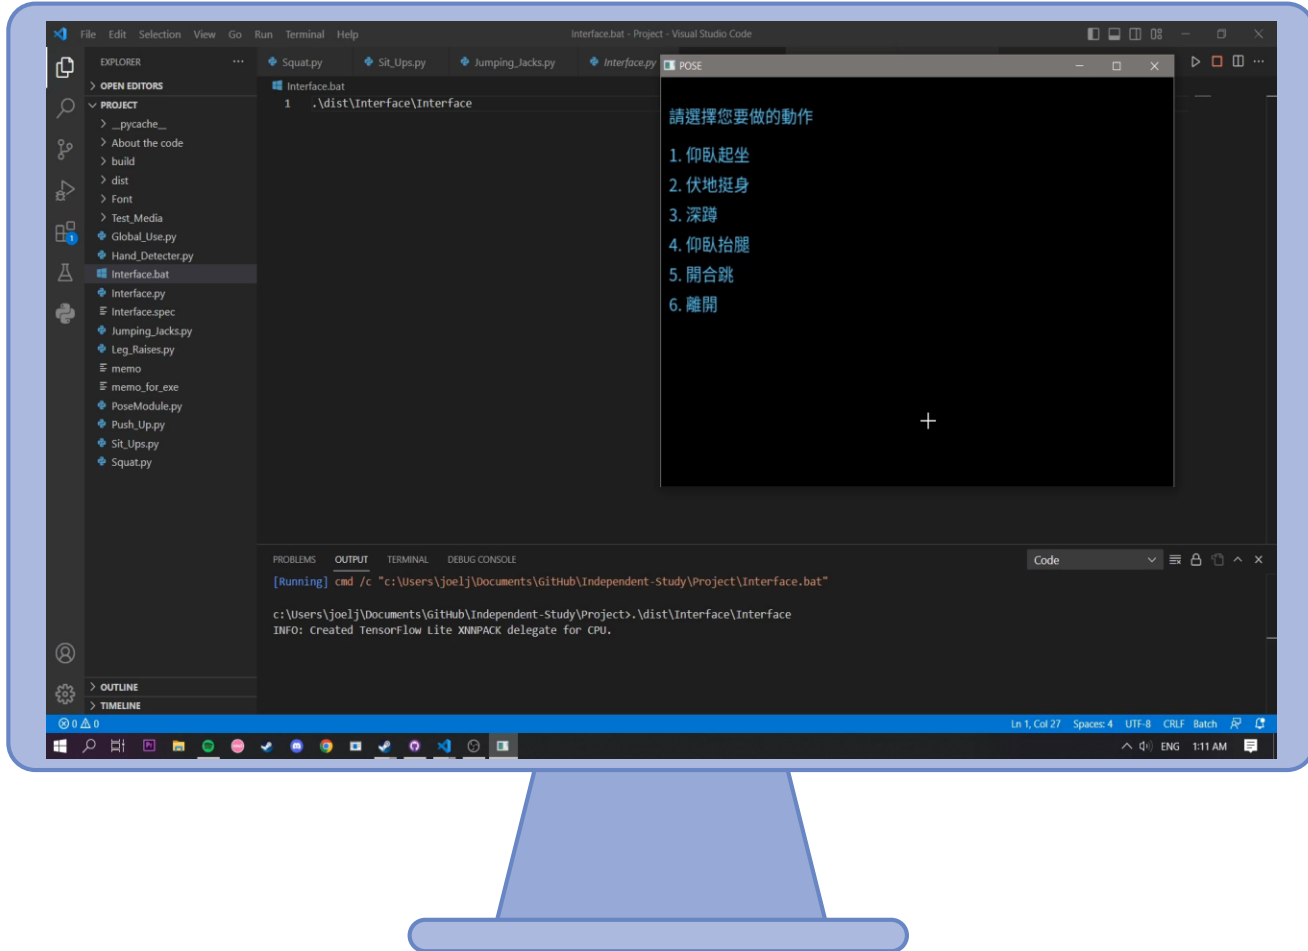 File Edit Selection View Go Run Terminal Help Interface.bat - Project - Visual Studio Code
EXPLORER
OPEN EDITORS
PROJECT
__pycache__
About the code
build
dist
Font
Test_Media
Global_Use.py
Hand_Detecter.py
Interface.bat
Interface.py
Interface.spec
Jumping_Jacks.py
Leg_Raises.py
memo
memo_for_exe
PoseModule.py
Push_Up.py
Sit_Ups.py
Squat.py
OUTLINE
TIMELINE
Squat.py Sit_Ups.py Jumping_Jacks.py Interface.py
Interface.bat
1 .\dist\Interface\Interface
POSE
請選擇您要做的動作
1. 仰臥起坐
2. 伏地挺身
3. 深蹲
4. 仰臥抬腿
5. 開合跳
6. 離開
PROBLEMS OUTPUT TERMINAL DEBUG CONSOLE Code
[Running] cmd /c "c:\Users\joelj\Documents\GitHub\Independent-Study\Project\Interface.bat"
c:\Users\joelj\Documents\GitHub\Independent-Study\Project>.\dist\Interface\Interface
INFO: Created TensorFlow Lite XNNPACK delegate for CPU.
0 0 Ln 1, Col 27 Spaces: 4 UTF-8 CRLF Batch
ENG 1:11 AM